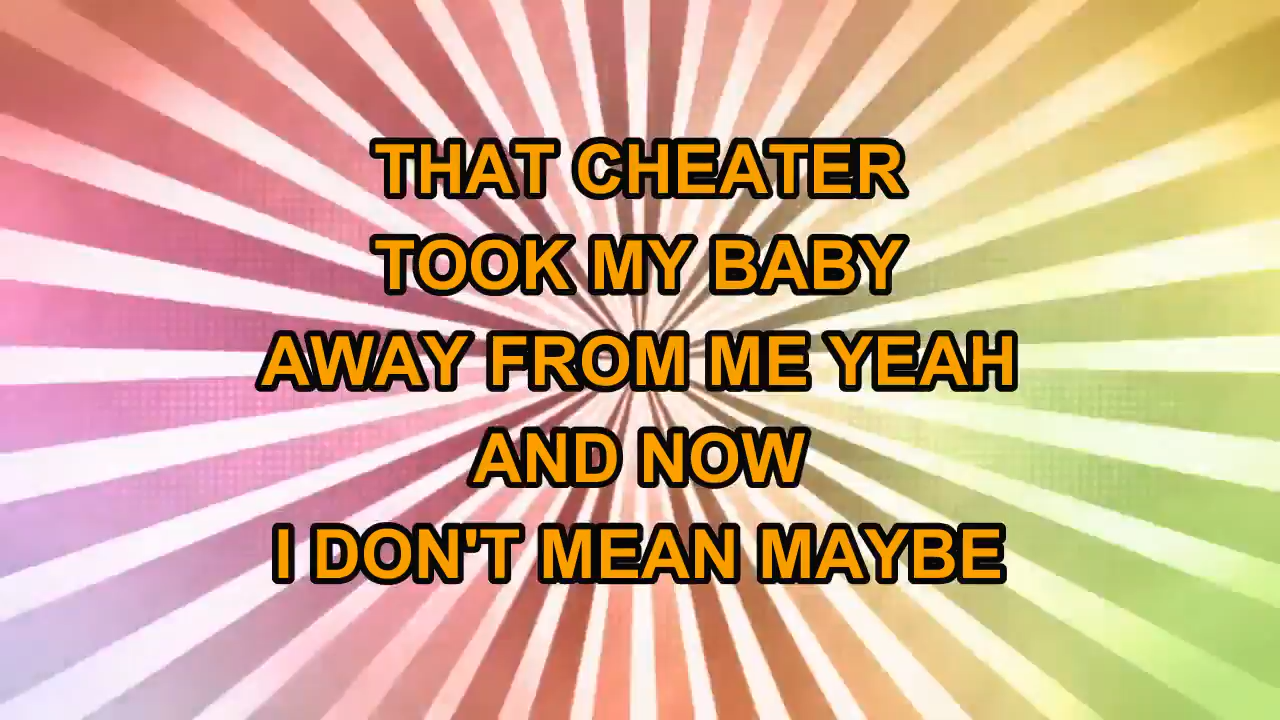 THAT CHEATER
TOOK MY BABY
AWAY FROM ME YEAH
AND NOW
I DON'T MEAN MAYBE